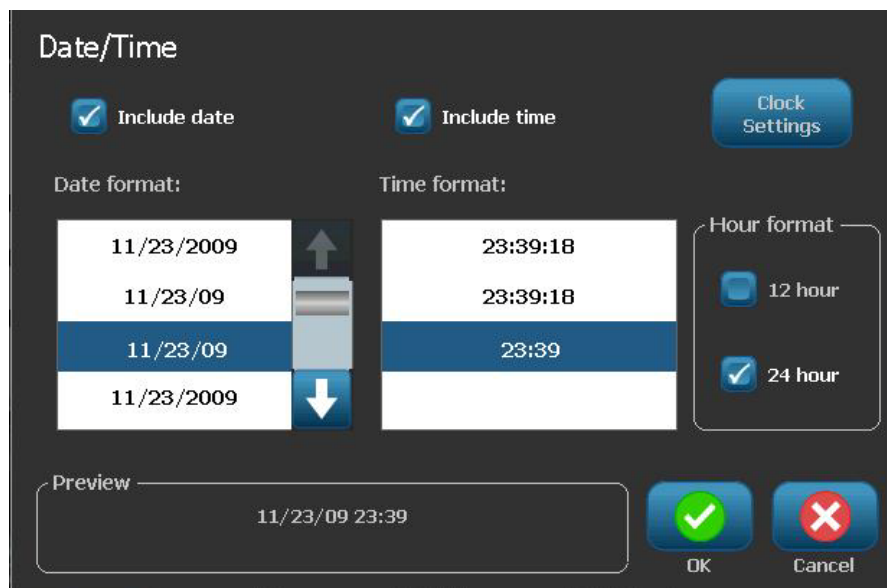 Date/Time
Include date
Include time
Clock
Settings
Date format:
Time format:
11/23/2009
11/23/09
11/23/09
11/23/2009
23:39:18
23:39:18
23:39
Hour format
12 hour
24 hour
Preview
11/23/09 23:39
OK
Cancel